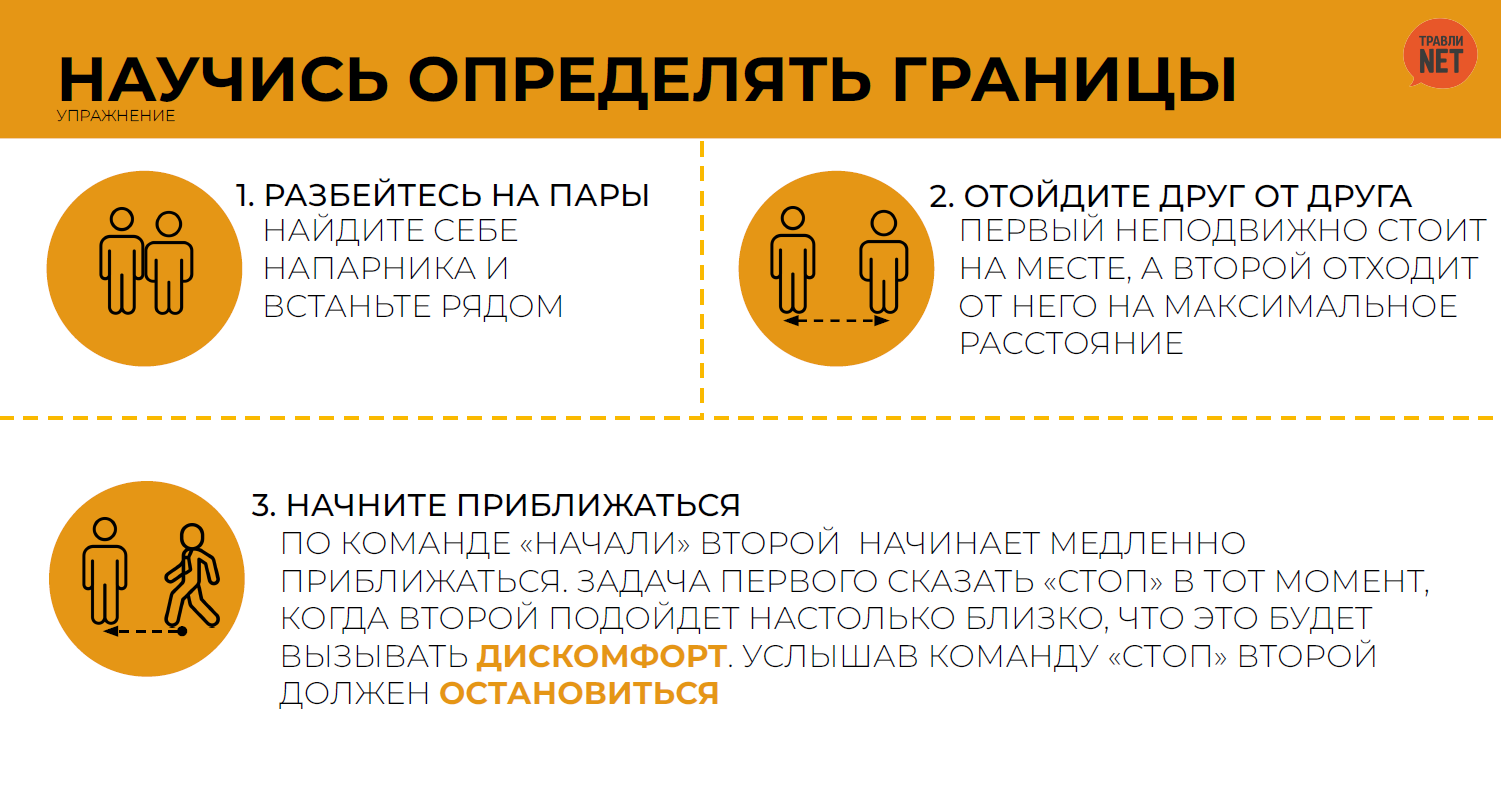 НАУЧИСЬ ОПРЕДЕЛЯТЬ ГРАНИЦЫ
УПРАЖНЕНИЕ
ТРАВЛИ
NET
1. РАЗБЕЙТЕСЬ НА ПАРЫ
НАЙДИТЕ СЕБЕ
НАПАРНИКА И
ВСТАНЬТЕ РЯДОМ
2. ОТОЙДИТЕ ДРУГ ОТ ДРУГА
ПЕРВЫЙ НЕПОДВИЖНО СТОИТ
НА МЕСТЕ, А ВТОРОЙ ОТХОДИТ
ОТ НЕГО НА МАКСИМАЛЬНОЕ
РАССТОЯНИЕ
3. НАЧНИТЕ ПРИБЛИЖАТЬСЯ
ПО КОМАНДЕ «НАЧАЛИ» ВТОРОЙ НАЧИНАЕТ МЕДЛЕННО
ПРИБЛИЖАТЬСЯ. ЗАДАЧА ПЕРВОГО СКАЗАТЬ «СТОП» В ТОТ МОМЕНТ,
КОГДА ВТОРОЙ ПОДОЙДЕТ НАСТОЛЬКО БЛИЗКО, ЧТО ЭТО БУДЕТ
ВЫЗЫВАТЬ ДИСКОМФОРТ. УСЛЫШАВ КОМАНДУ «СТОП» ВТОРОЙ
ДОЛЖЕН ОСТАНОВИТЬСЯ